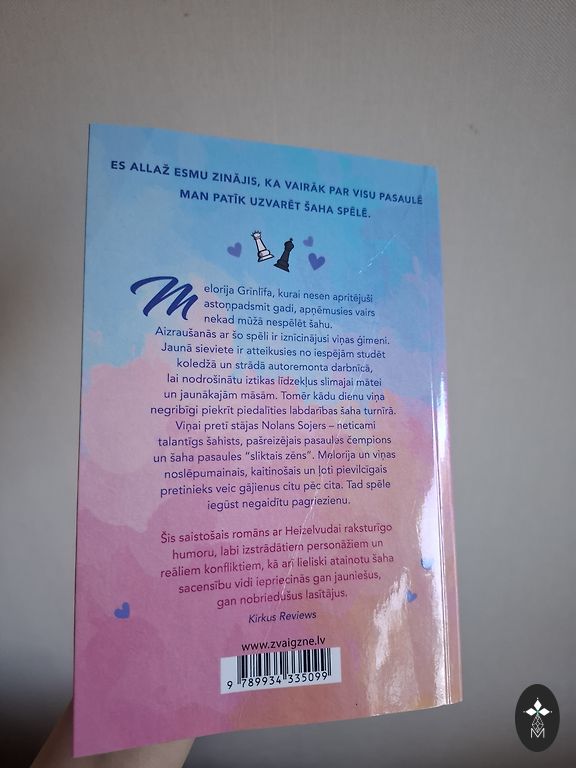 ES ALLAŽ ESMU ZINĀJIS, KA VAIRĀK PAR VISU PASAULĒ
MAN PATĪK UZVARĒT ŠAHA SPĒLĒ.
Melorija Grīnlīfa, kurai nesen apritējuši
astoņpadsmit gadi, apņēmusies vairs
nekad mūžā nespēlēt šahu.
Aizraušanās ar šo spēli ir iznīcinājusi viņas ģimeni.
Jaunā sieviete ir atteikusies no iespējām studēt
koledžā un strādā autoremonta darbnīcā,
lai nodrošinātu iztikas līdzekļus slimajai mātei
un jaunākajām māsām. Tomēr kādu dienu viņa
negribīgi piekrīt piedalīties labdarības šaha turnīrā.
Viņai pretī stājas Nolans Sojers – neticami
talantīgs šahists, pašreizējais pasaules čempions
un šaha pasaules "sliktais zēns". Melorija un viņas
noslēpumainais, kaitinošais un ļoti pievilcīgais
pretinieks veic gājienus citu pēc cita. Tad spēle
iegūst negaidītu pagriezienu.
Šis saistošais romāns ar Heizelvudai raksturīgo
humoru, labi izstrādātiem personāžiem un
reāliem konfliktiem, kā arī lieliski atainotu šaha
sacensību vidi iepriecinās gan jauniešus,
gan nobriedušus lasītājus.
Kirkus Reviews
www.zvaigzne.lv
9 789934 335099
M